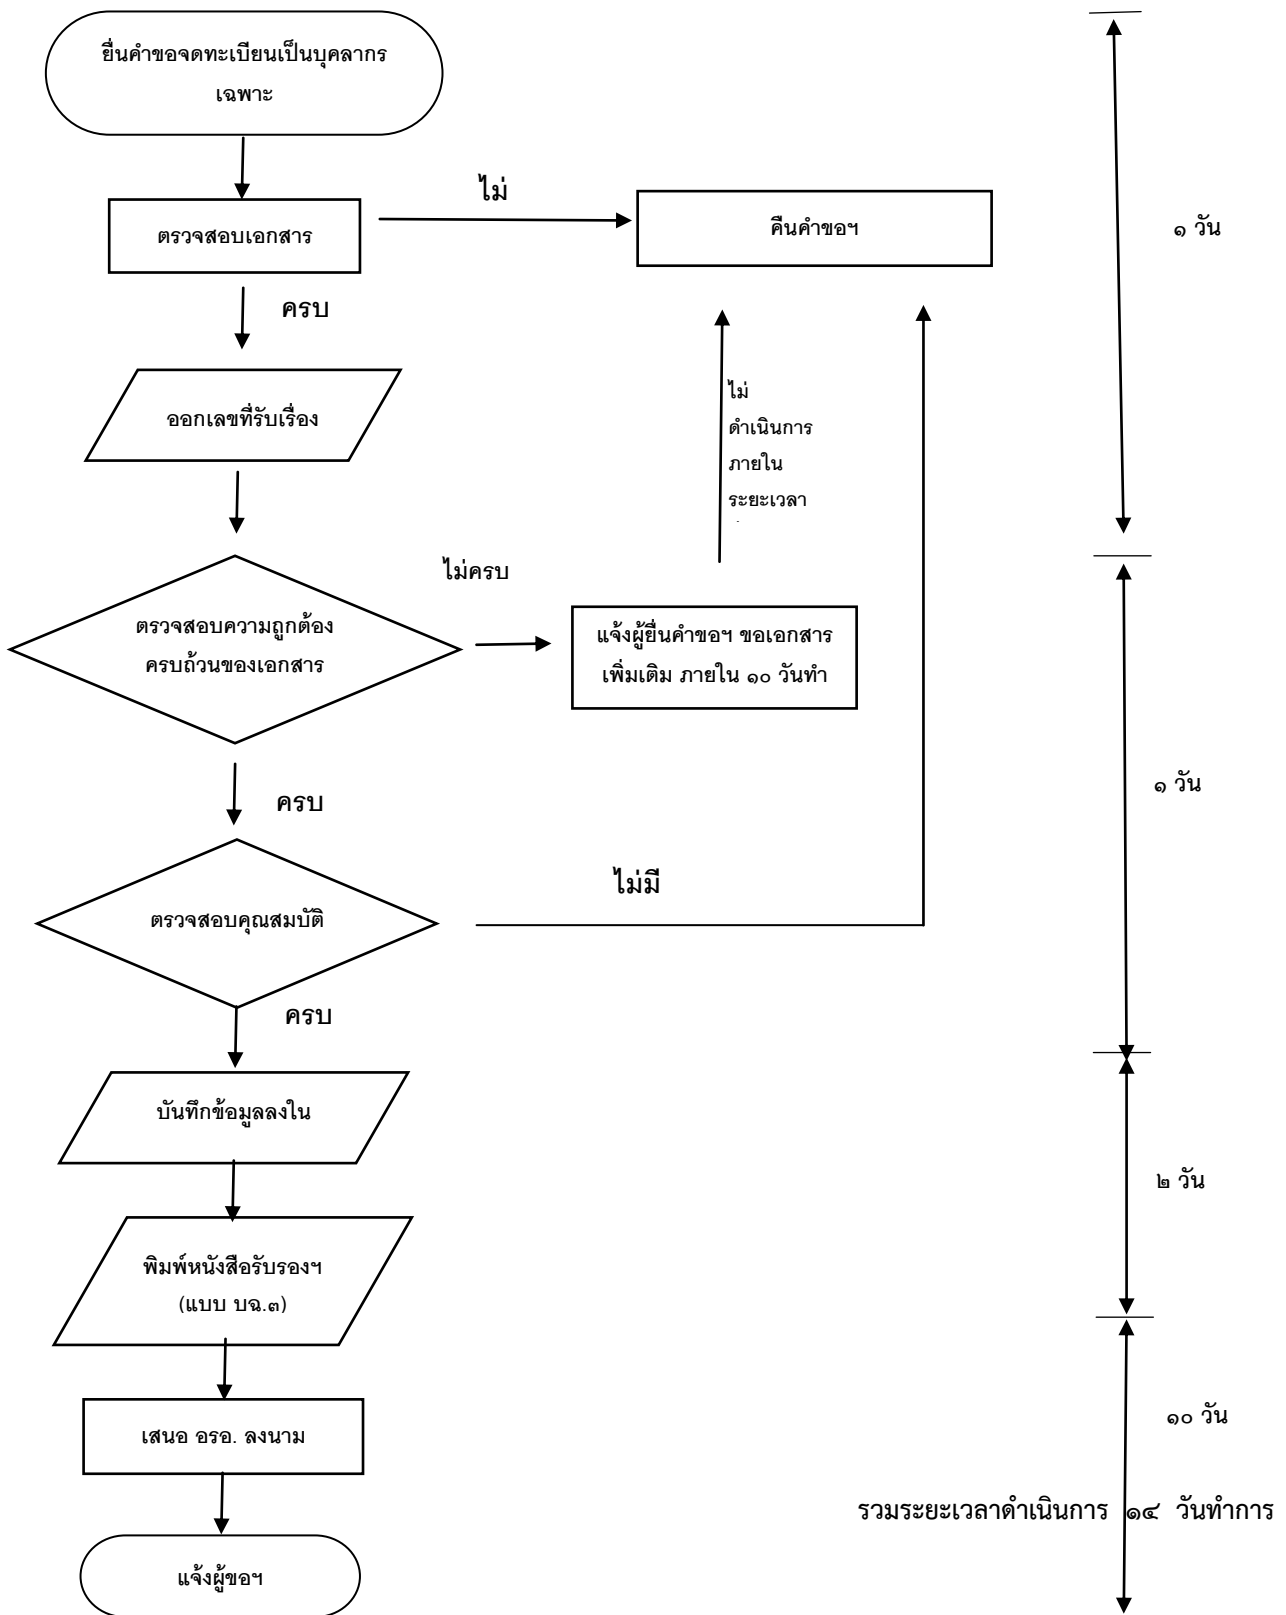 ยื่นคำขอจดทะเบียนเป็นบุคลากร
เฉพาะ
ไม่
ตรวจสอบเอกสาร
คืนคำขอฯ
๑ วัน
ครบ
ไม่
ดำเนินการ
ภายใน
ระยะเวลา
ออกเลขที่รับเรื่อง
ไม่ครบ
ตรวจสอบความถูกต้อง
ครบถ้วนของเอกสาร
แจ้งผู้ยื่นคำขอฯ ขอเอกสาร
เพิ่มเติม ภายใน ๑๐ วันทำ
๑ วัน
ครบ
ไม่มี
ตรวจสอบคุณสมบัติ
ครบ
บันทึกข้อมูลลงใน
๒ วัน
พิมพ์หนังสือรับรองฯ
(แบบ บฉ.๓)
๑๐ วัน
เสนอ อรอ. ลงนาม
รวมระยะเวลาดำเนินการ ๑๔ วันทำการ
แจ้งผู้ขอฯ